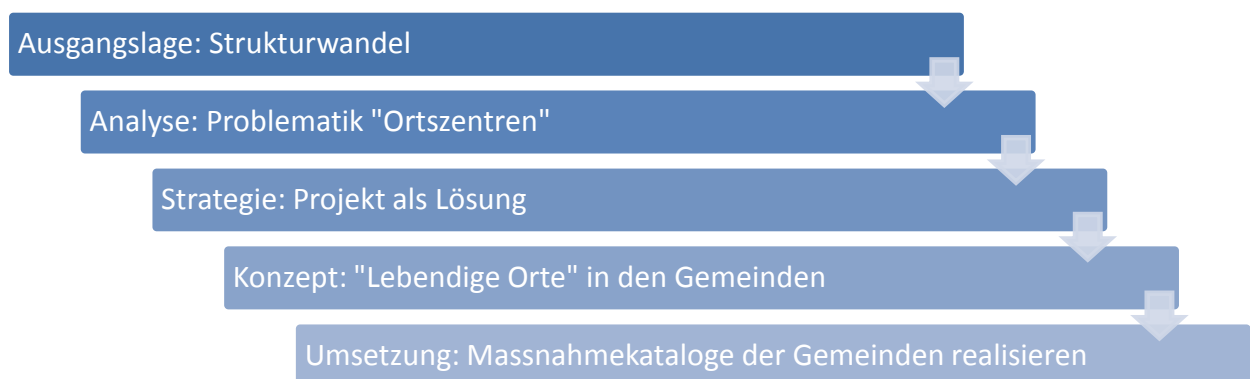 Ausgangslage: Strukturwandel
Analyse: Problematik "Ortszentren"
Strategie: Projekt als Lösung
Konzept: "Lebendige Orte" in den Gemeinden
Umsetzung: Massnahmekataloge der Gemeinden realisieren